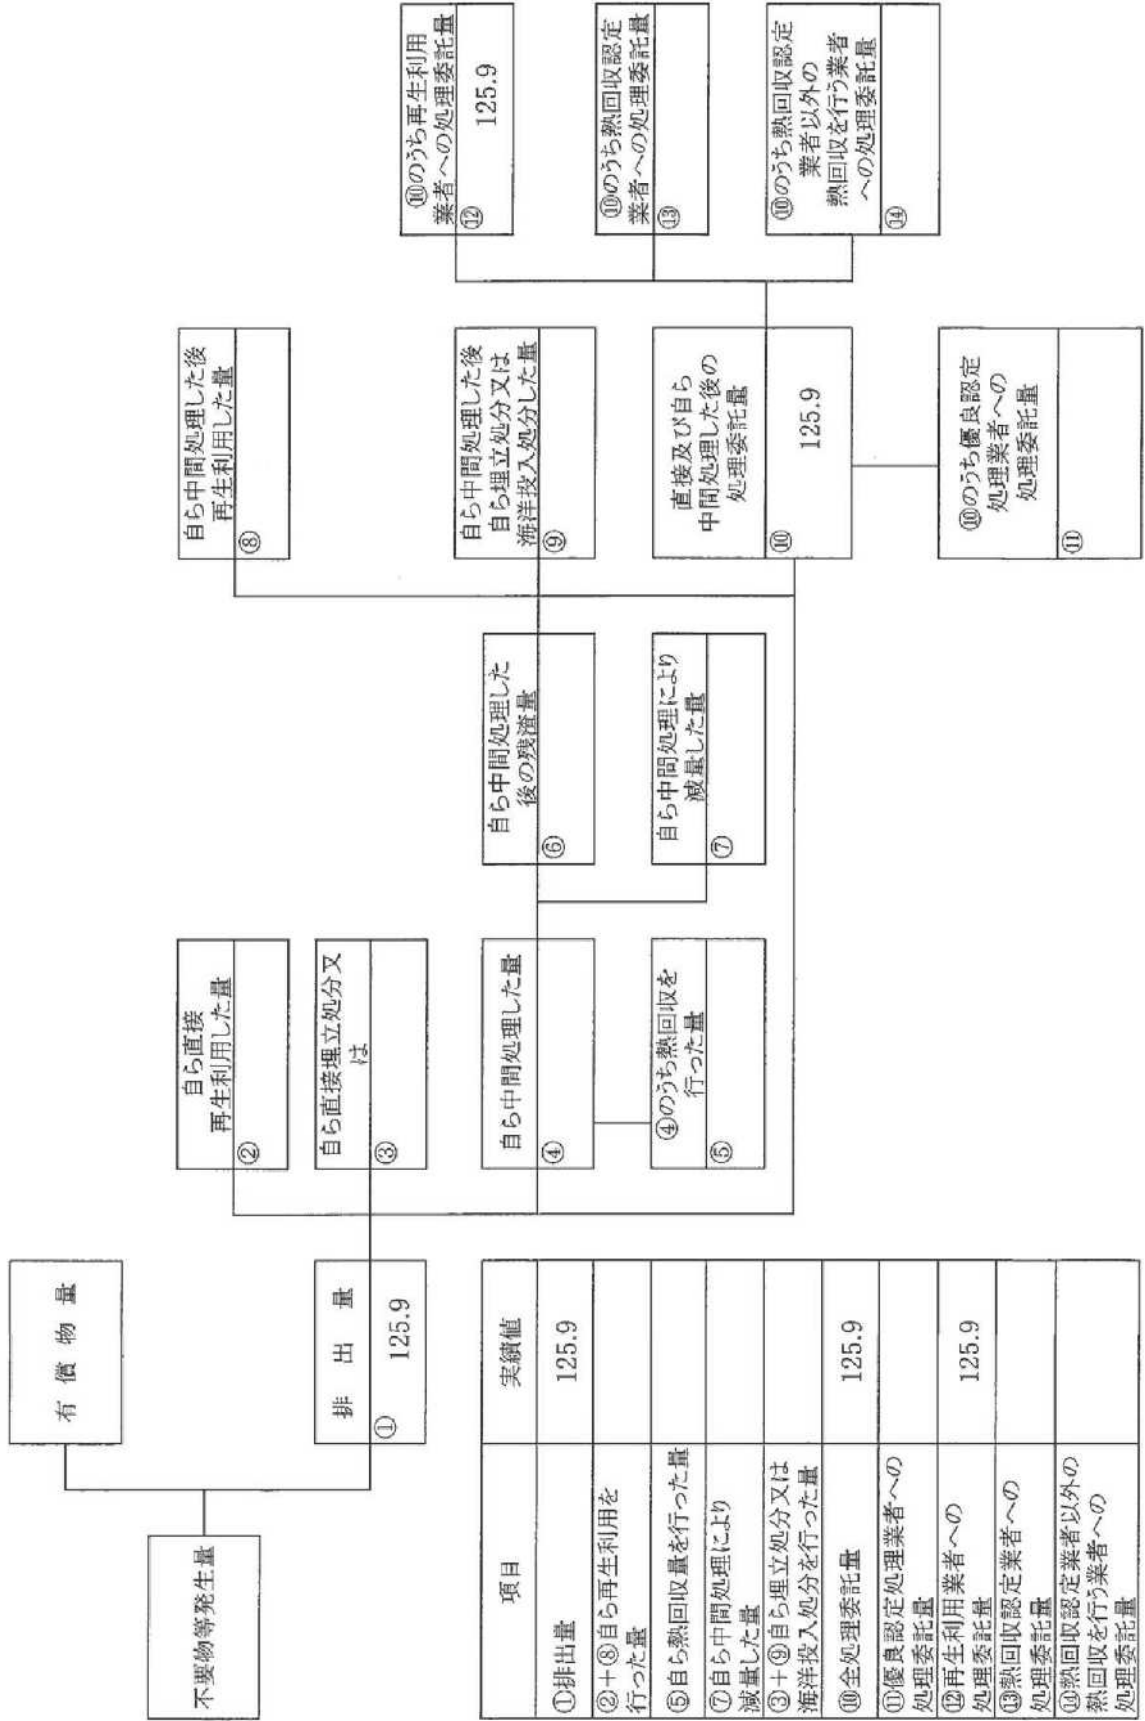 不要物等発生量
有償物量
排出量
①
125.9
自ら直接
再生利用した量
②
自ら直接埋立処分又
は
③
自ら中間処理した量
④
④のうち熱回収を
行った量
⑤
自ら中間処理した
後の残渣量
⑥
自ら中間処理により
減量した量
⑦
自ら中間処理した後
再生利用した量
⑧
自ら中間処理した後
自ら埋立処分又は
海洋投入処分した量
⑨
直接及び自ら
中間処理した後の
処理委託量
⑩
125.9
⑩のうち優良認定
処理業者への
処理委託量
⑪
⑩のうち再生利用
業者への処理委託量
⑫
125.9
⑩のうち熱回収認定
業者への処理委託量
⑬
⑩のうち熱回収認定
業者以外の
熱回収を行う業者
への処理委託量
⑭
項目 実績値
①排出量 125.9
②+⑧自ら再生利用を
行った量
⑤自ら熱回収量を行った量
⑦自ら中間処理により
減量した量
③+⑨自ら埋立処分又は
海洋投入処分を行った量
⑩全処理委託量 125.9
⑪優良認定処理業者への
処理委託量
⑫再生利用業者への
処理委託量 125.9
⑬熱回収認定業者への
処理委託量
⑭熱回収認定業者以外の
熱回収を行う業者への
処理委託量